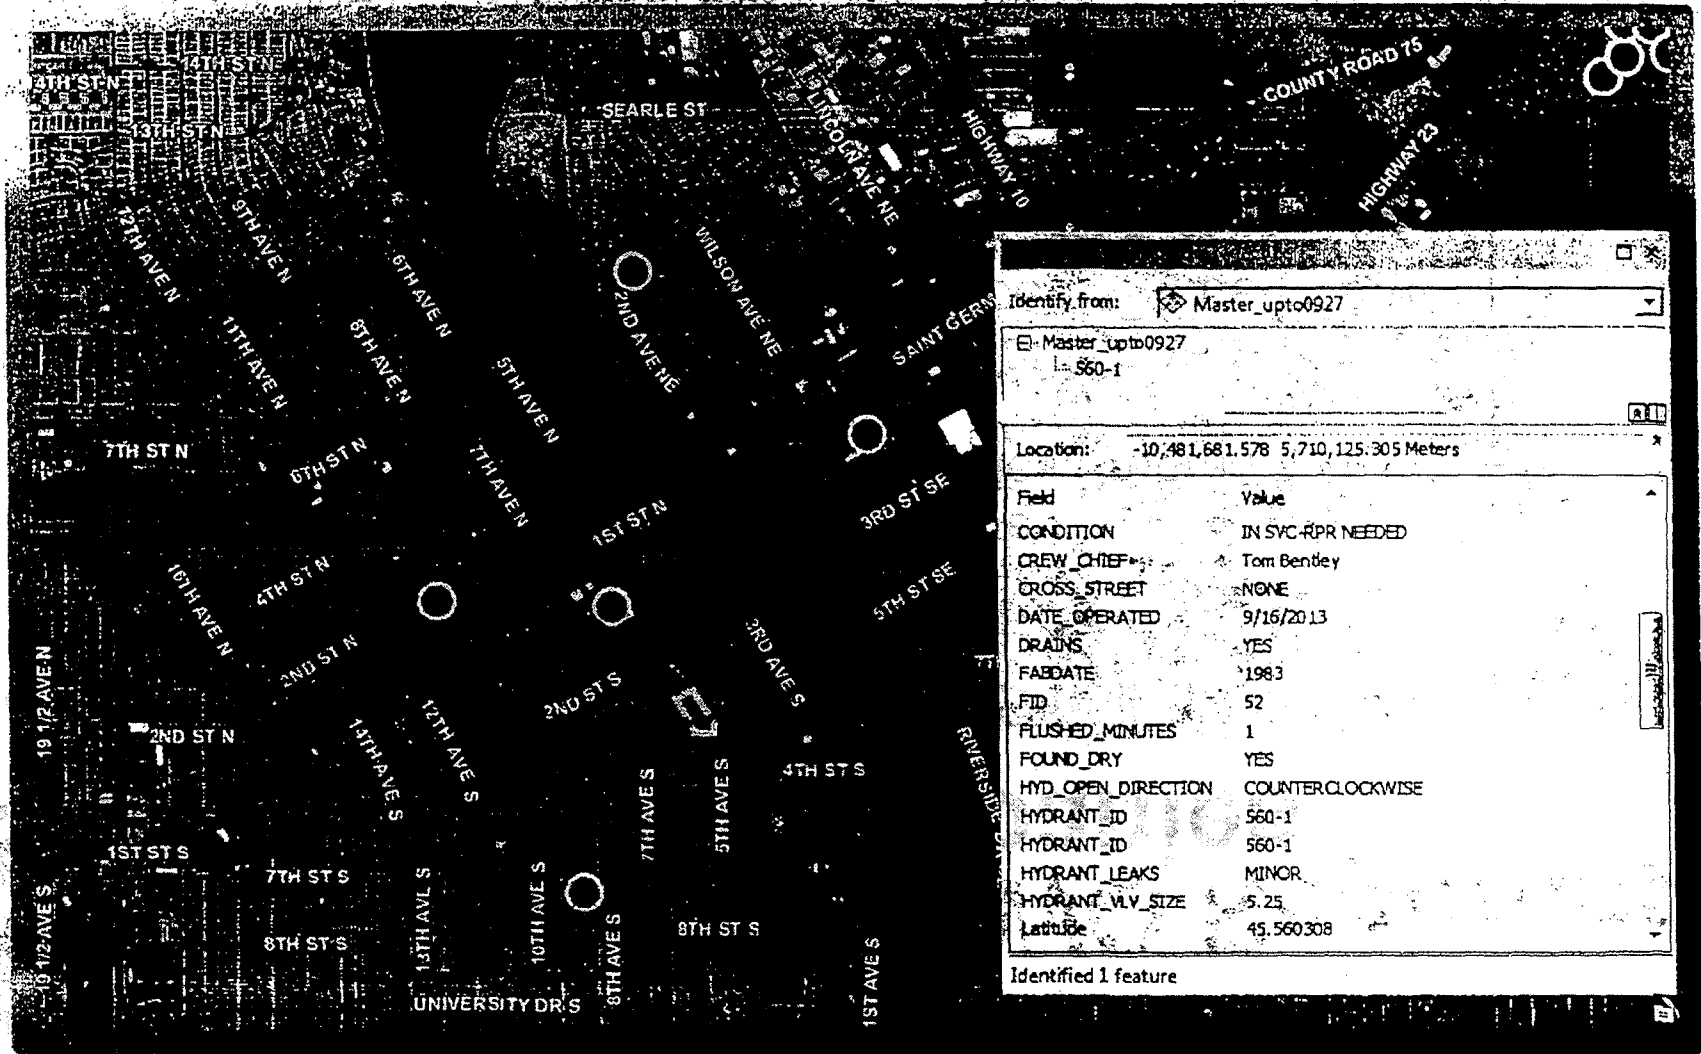 14TH ST N
14TH ST N
13TH ST N
SEARLE ST
LINCOLN AVE NE
HIGHWAY 10
COUNTY ROAD 75
HIGHWAY 23
12TH AVE N
9TH AVE N
6TH AVE N
WILSON AVE NE
2ND AVE NE
11TH AVE N
8TH AVE N
5TH AVE N
SAINT GERM
7TH ST N
6TH ST N
7TH AVE N
1ST ST N
3RD ST SE
16TH AVE N
4TH ST N
5TH ST SE
2ND ST N
3RD AVE S
2ND ST S
19 1/2 AVE N
2ND ST N
14TH AVE S
12TH AVE S
RIVERSIDE
4TH ST S
7TH AVE S
5TH AVE S
1ST ST S
7TH ST S
13TH AVE S
10TH AVE S
8TH AVE S
8TH ST S
8TH ST S
19 1/2 AVE S
1ST AVE S
UNIVERSITY DR S
Identify from: Master_upto0927
Master_upto0927
560-1
Location: -10,481,681.578 5,710,125.305 Meters
Field Value
CONDITION IN SVC-RPR NEEDED
CREW_CHIEF Tom Bentley
CROSS_STREET NONE
DATE_OPERATED 9/16/2013
DRAINS YES
FABDATE 1983
FID 52
FLUSHED_MINUTES 1
FOUND_DRY YES
HYD_OPEN_DIRECTION COUNTERCLOCKWISE
HYDRANT_ID 560-1
HYDRANT_ID 560-1
HYDRANT_LEAKS MINOR
HYDRANT_VLV_SIZE 5.25
Latitude 45.560308
Identified 1 feature